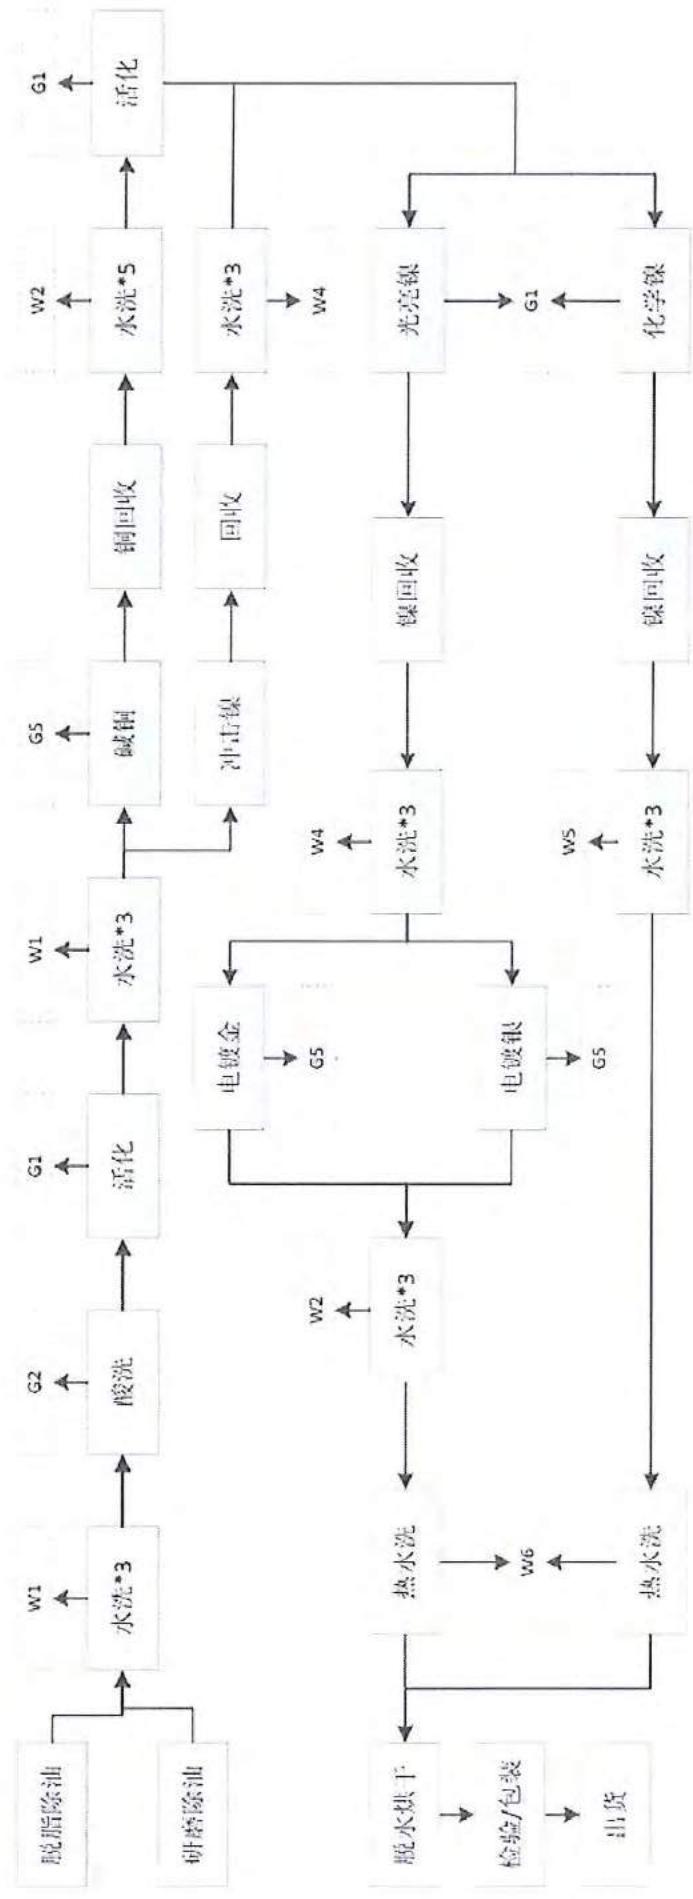 脱脂除油
研磨除油
W1
水洗*3
G2
酸洗
G1
活化
W1
水洗*3
G5
碱铜
铜回收
W2
水洗*5
G1
活化
冲击镍
回收
水洗*3
W4
光亮镍
G1
化学镍
镍回收
镍回收
W4
水洗*3
W5
水洗*3
电镀金
G5
电镀银
G5
W2
水洗*3
热水洗
W6
热水洗
脱水烘干
检验/包装
出货